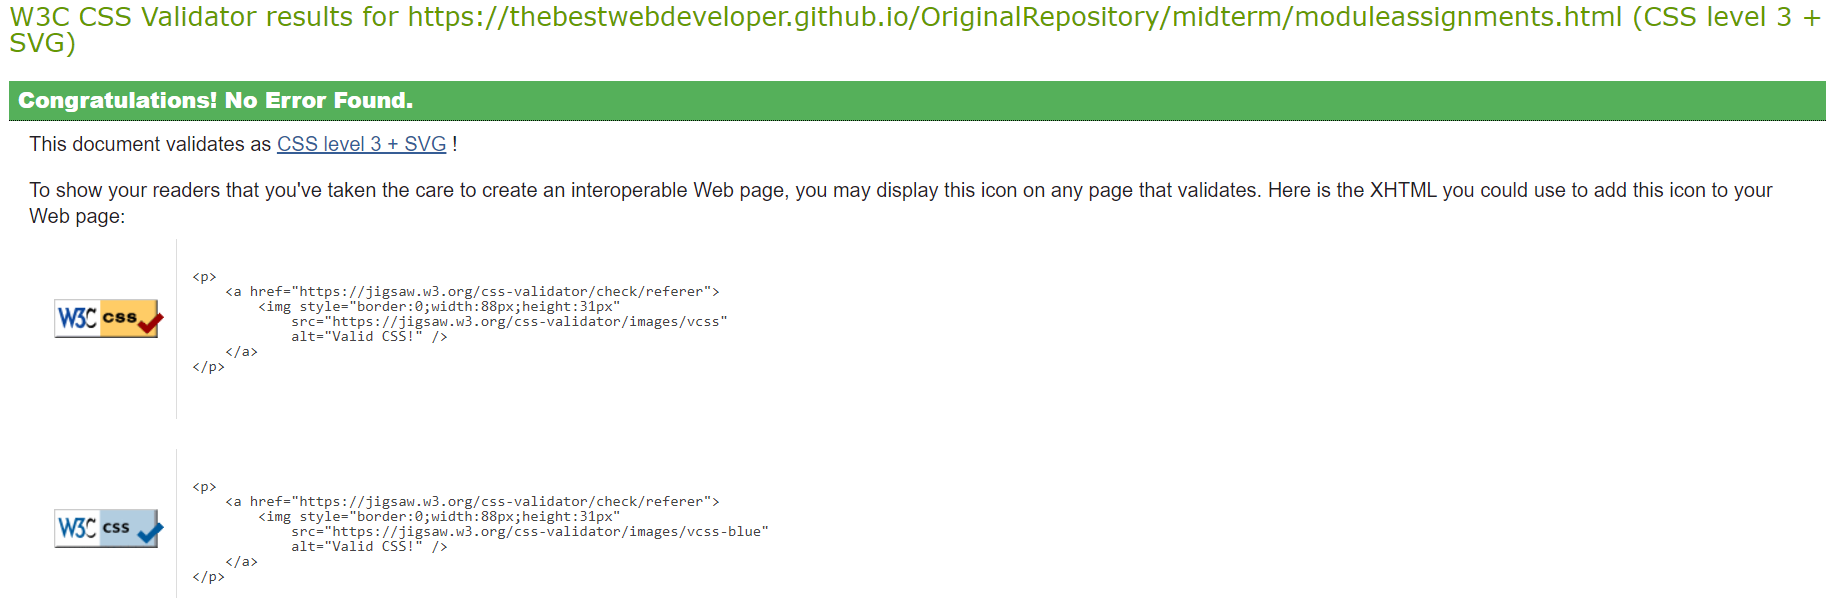 W3C CSS Validator results for https://thebestwebdeveloper.github.io/OriginalRepository/midterm/moduleassignments.html (CSS level 3 +
SVG)
Congratulations! No Error Found.
This document validates as CSS level 3 + SVG !
To show your readers that you've taken the care to create an interoperable Web page, you may display this icon on any page that validates. Here is the XHTML you could use to add this icon to your
Web page:
<p>
    <a href="https://jigsaw.w3.org/css-validator/check/referer">
        <img style="border:0;width:88px;height:31px"
W3C css
            src="https://jigsaw.w3.org/css-validator/images/vcss"
            alt="Valid CSS!" />
    </a>
</p>
<p>
    <a href="https://jigsaw.w3.org/css-validator/check/referer">
        <img style="border:0;width:88px;height:31px"
W3C css
            src="https://jigsaw.w3.org/css-validator/images/vcss-blue"
            alt="Valid CSS!" />
    </a>
</p>